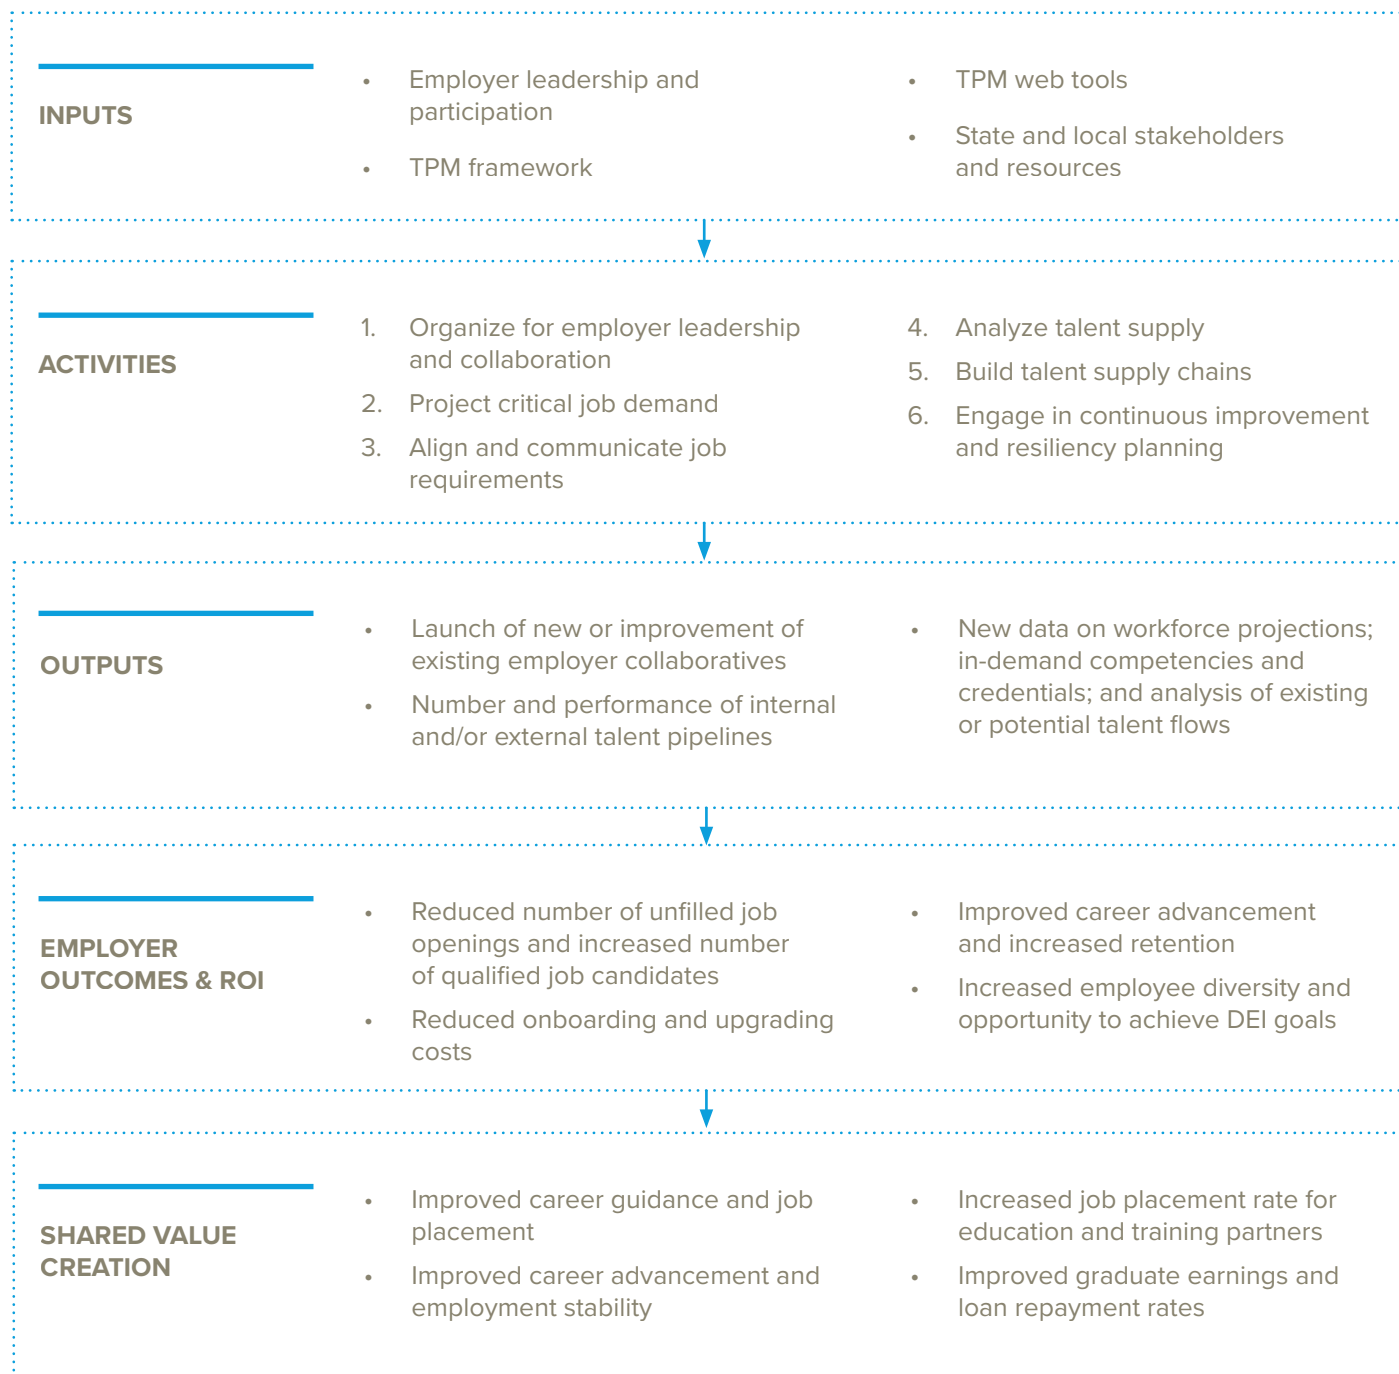 INPUTS
• Employer leadership and
participation
• TPM framework
• TPM web tools
• State and local stakeholders
and resources
ACTIVITIES
1. Organize for employer leadership
and collaboration
2. Project critical job demand
3. Align and communicate job
requirements
4. Analyze talent supply
5. Build talent supply chains
6. Engage in continuous improvement
and resiliency planning
OUTPUTS
• Launch of new or improvement of
existing employer collaboratives
• Number and performance of internal
and/or external talent pipelines
• New data on workforce projections;
in-demand competencies and
credentials; and analysis of existing
or potential talent flows
EMPLOYER
OUTCOMES & ROI
• Reduced number of unfilled job
openings and increased number
of qualified job candidates
• Reduced onboarding and upgrading
costs
• Improved career advancement
and increased retention
• Increased employee diversity and
opportunity to achieve DEI goals
SHARED VALUE
CREATION
• Improved career guidance and job
placement
• Improved career advancement and
employment stability
• Increased job placement rate for
education and training partners
• Improved graduate earnings and
loan repayment rates